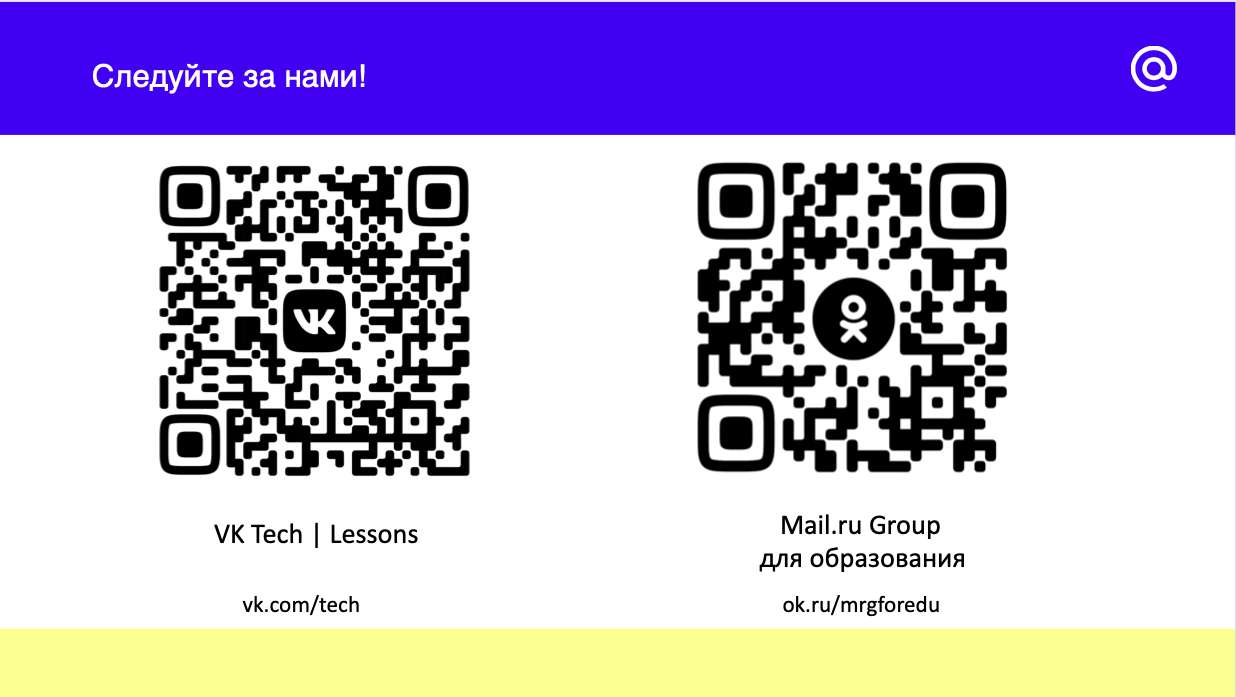 Следуйте за нами!
VK Tech | Lessons
vk.com/tech
Mail.ru Group
для образования
ok.ru/mrgforedu